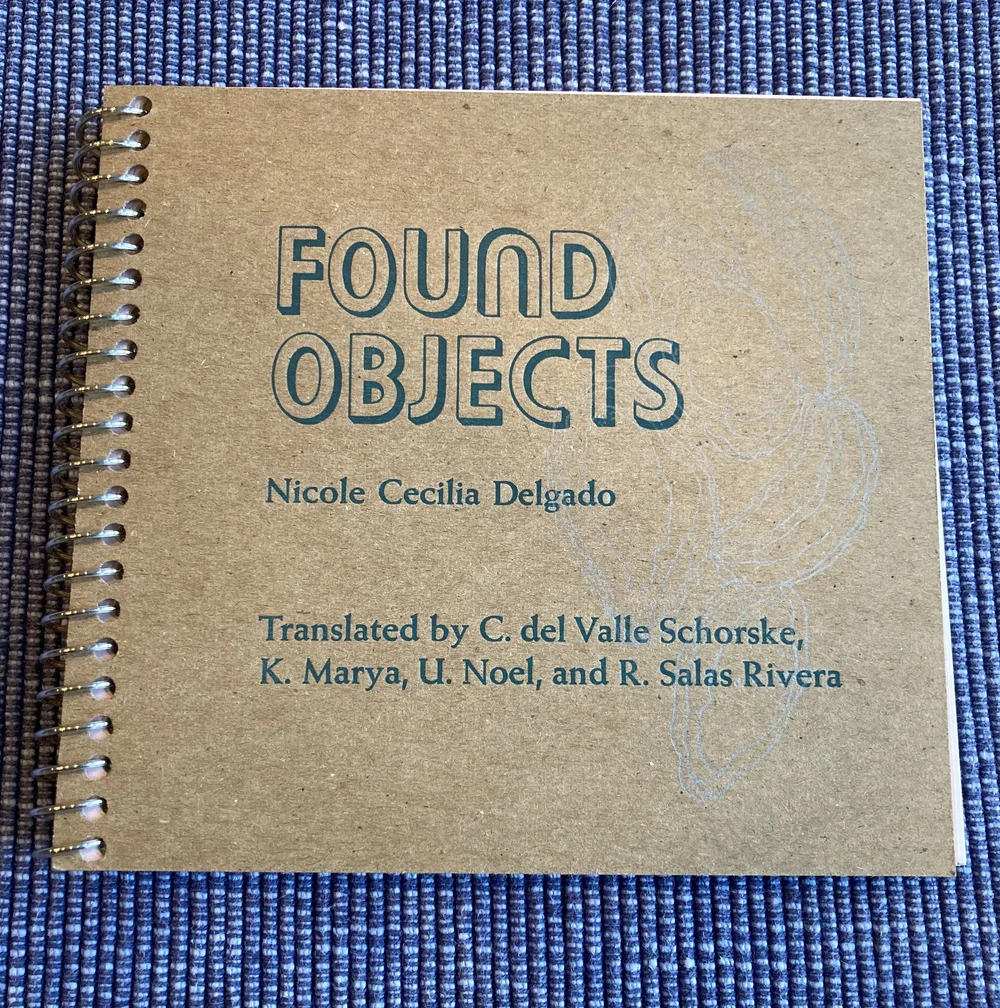 FOUND
OBJECTS
Nicole Cecilia Delgado
Translated by C. del Valle Schorske,
K. Marya, U. Noel, and R. Salas Rivera